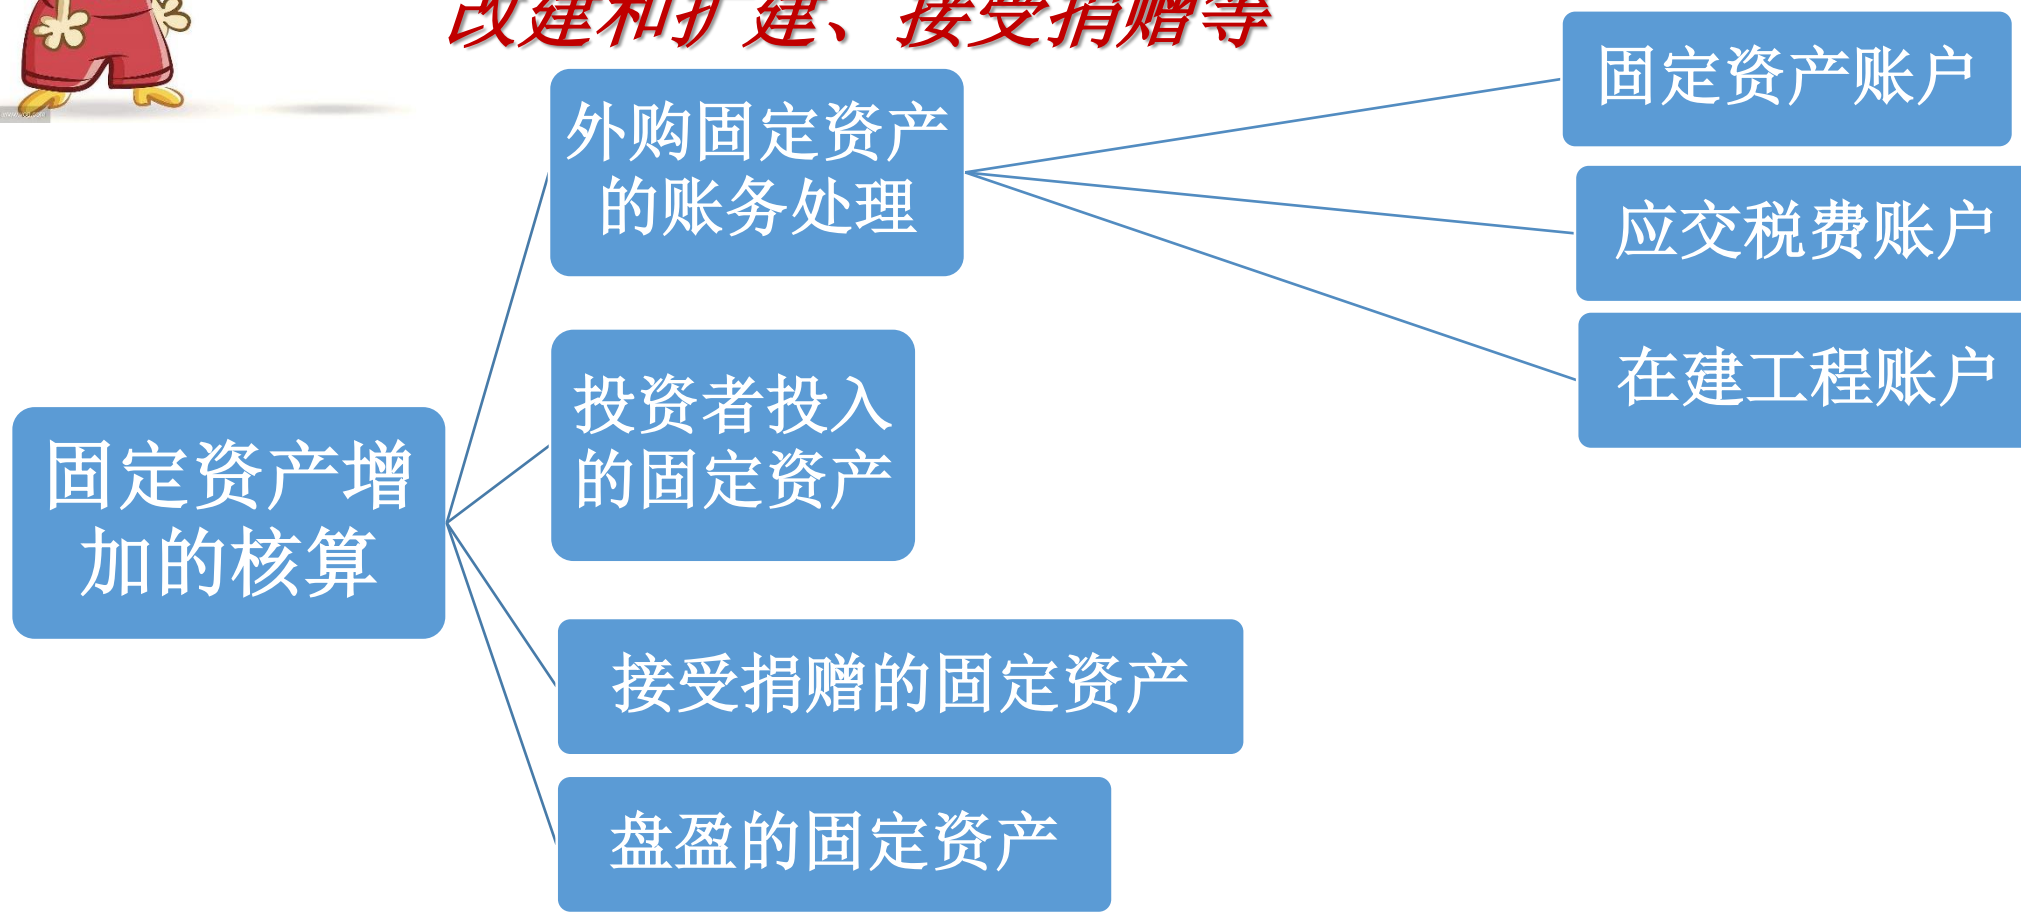 改建和扩建、接受捐赠等
外购固定资产
的账务处理
固定资产账户
应交税费账户
在建工程账户
投资者投入
的固定资产
固定资产增
加的核算
接受捐赠的固定资产
盘盈的固定资产